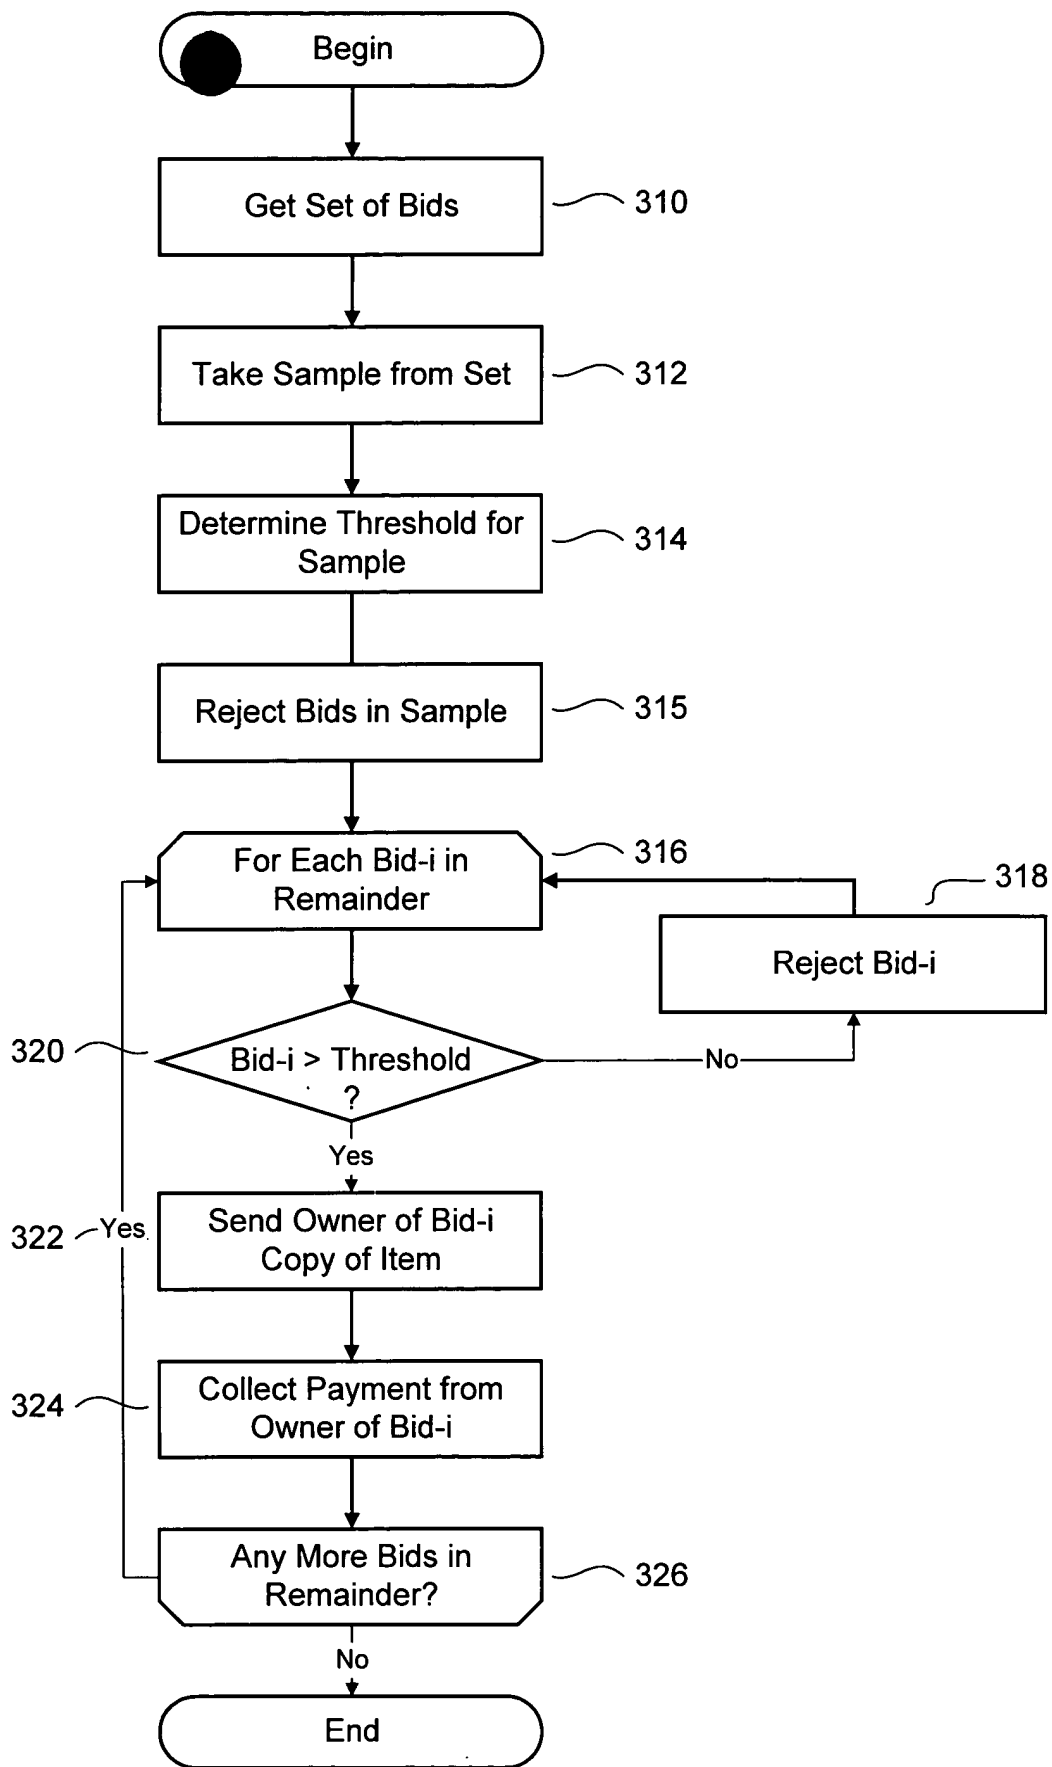 Begin
Get Set of Bids
310
Take Sample from Set
312
Determine Threshold for
Sample
314
Reject Bids in Sample
315
For Each Bid-i in
Remainder
316
318
Reject Bid-i
320
Bid-i > Threshold
?
No
Yes
322
Yes
Send Owner of Bid-i
Copy of Item
324
Collect Payment from
Owner of Bid-i
Any More Bids in
Remainder?
326
No
End